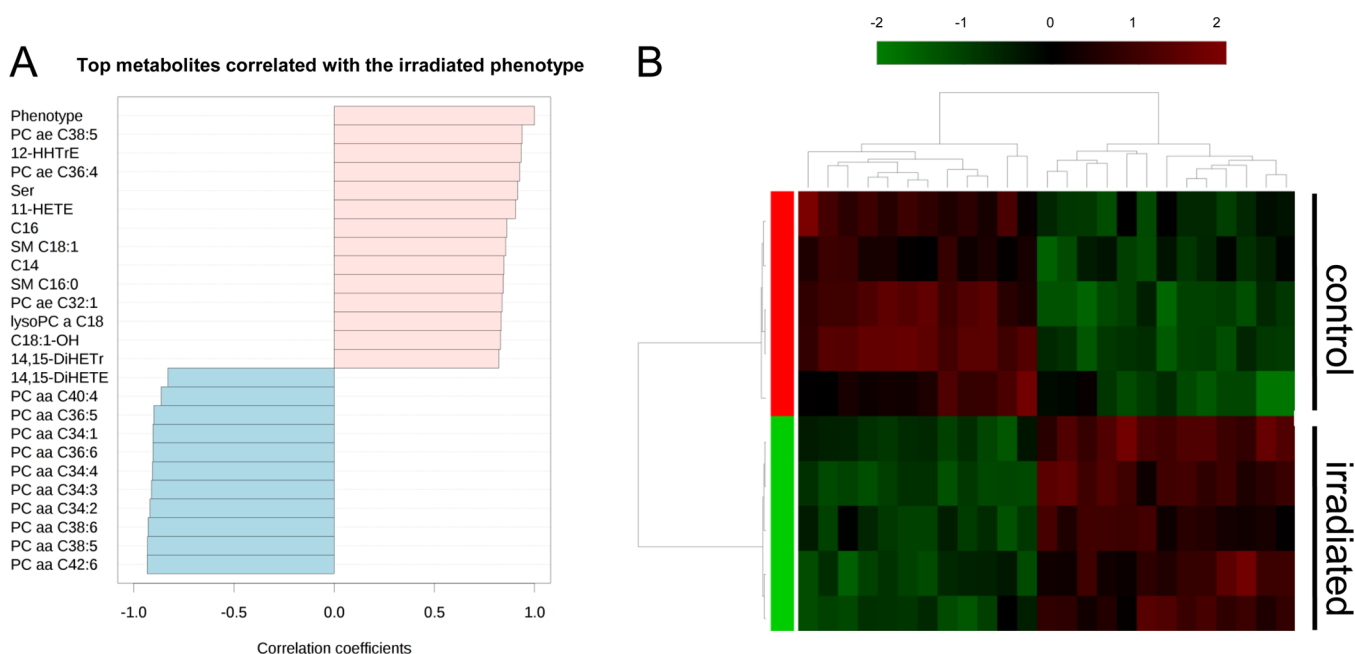 A
Top metabolites correlated with the irradiated phenotype
Phenotype
PC ae C38:5
12-HHTrE
PC ae C36:4
Ser
11-HETE
C16
SM C18:1
C14
SM C16:0
PC ae C32:1
lysoPC a C18
C18:1-OH
14,15-DiHETr
14,15-DiHETE
PC aa C40:4
PC aa C36:5
PC aa C34:1
PC aa C36:6
PC aa C34:4
PC aa C34:3
PC aa C34:2
PC aa C38:6
PC aa C38:5
PC aa C42:6
-1.0 -0.5 0.0 0.5 1.0
Correlation coefficients
B
-2 -1 0 1 2
control
irradiated